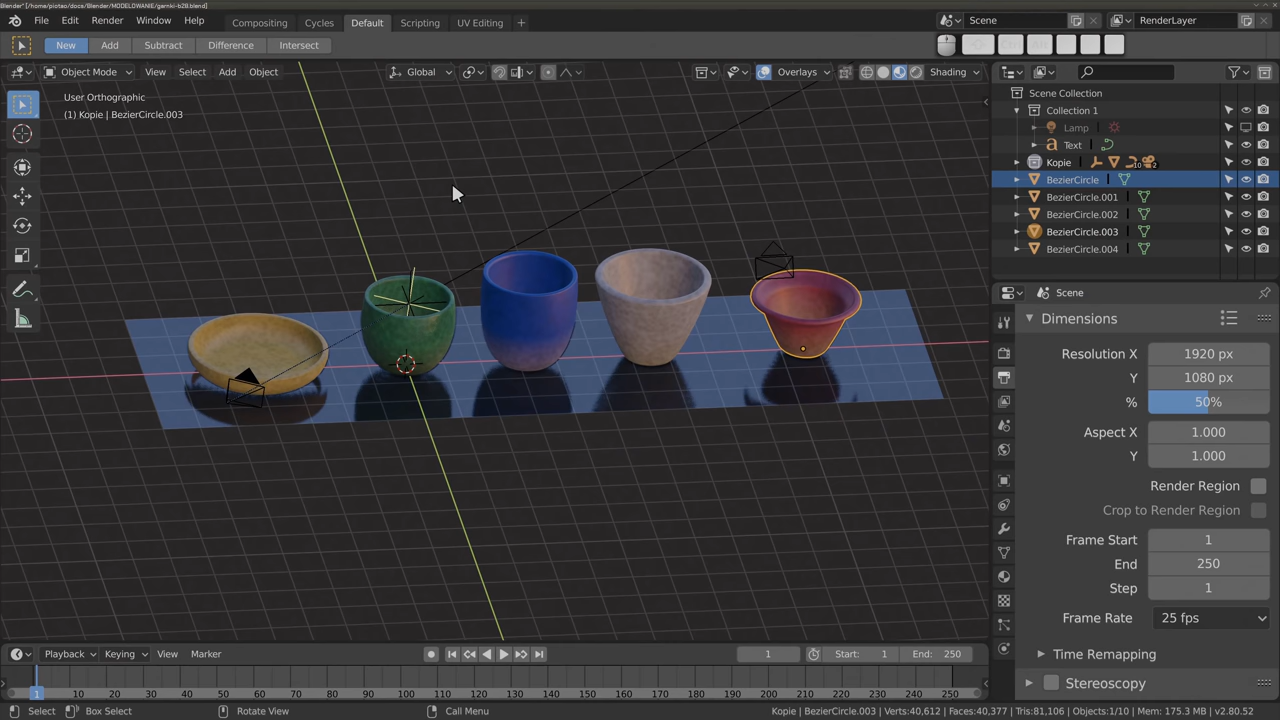 Blender* [/home/piotao/docs/Blender/MODELOWANIE/garnki-b28.blend]
File Edit Render Window Help Compositing Cycles Default Scripting UV Editing + Scene RenderLayer
New Add Subtract Difference Intersect Ctrl Alt
Object Mode View Select Add Object Global Overlays Shading
User Orthographic
(1) Kopie | BezierCircle.003
Scene Collection
Collection 1
Lamp
Text
Kopie 10 2
BezierCircle
BezierCircle.001
BezierCircle.002
BezierCircle.003
BezierCircle.004
Scene
Dimensions
Resolution X 1920 px
Y 1080 px
% 50%
Aspect X 1.000
Y 1.000
Render Region
Crop to Render Region
Frame Start 1
End 250
Step 1
Frame Rate 25 fps
Time Remapping
Stereoscopy
Playback Keying View Marker 1 Start: 1 End: 250
1 10 20 30 40 50 60 70 80 90 100 110 120 130 140 150 160 170 180 190 200 210 220 230 240 250
Select Box Select Rotate View Call Menu Kopie | BezierCircle.003 | Verts:40,612 | Faces:40,377 | Tris:81,106 | Objects:1/10 | Mem: 175.3 MB | v2.80.52